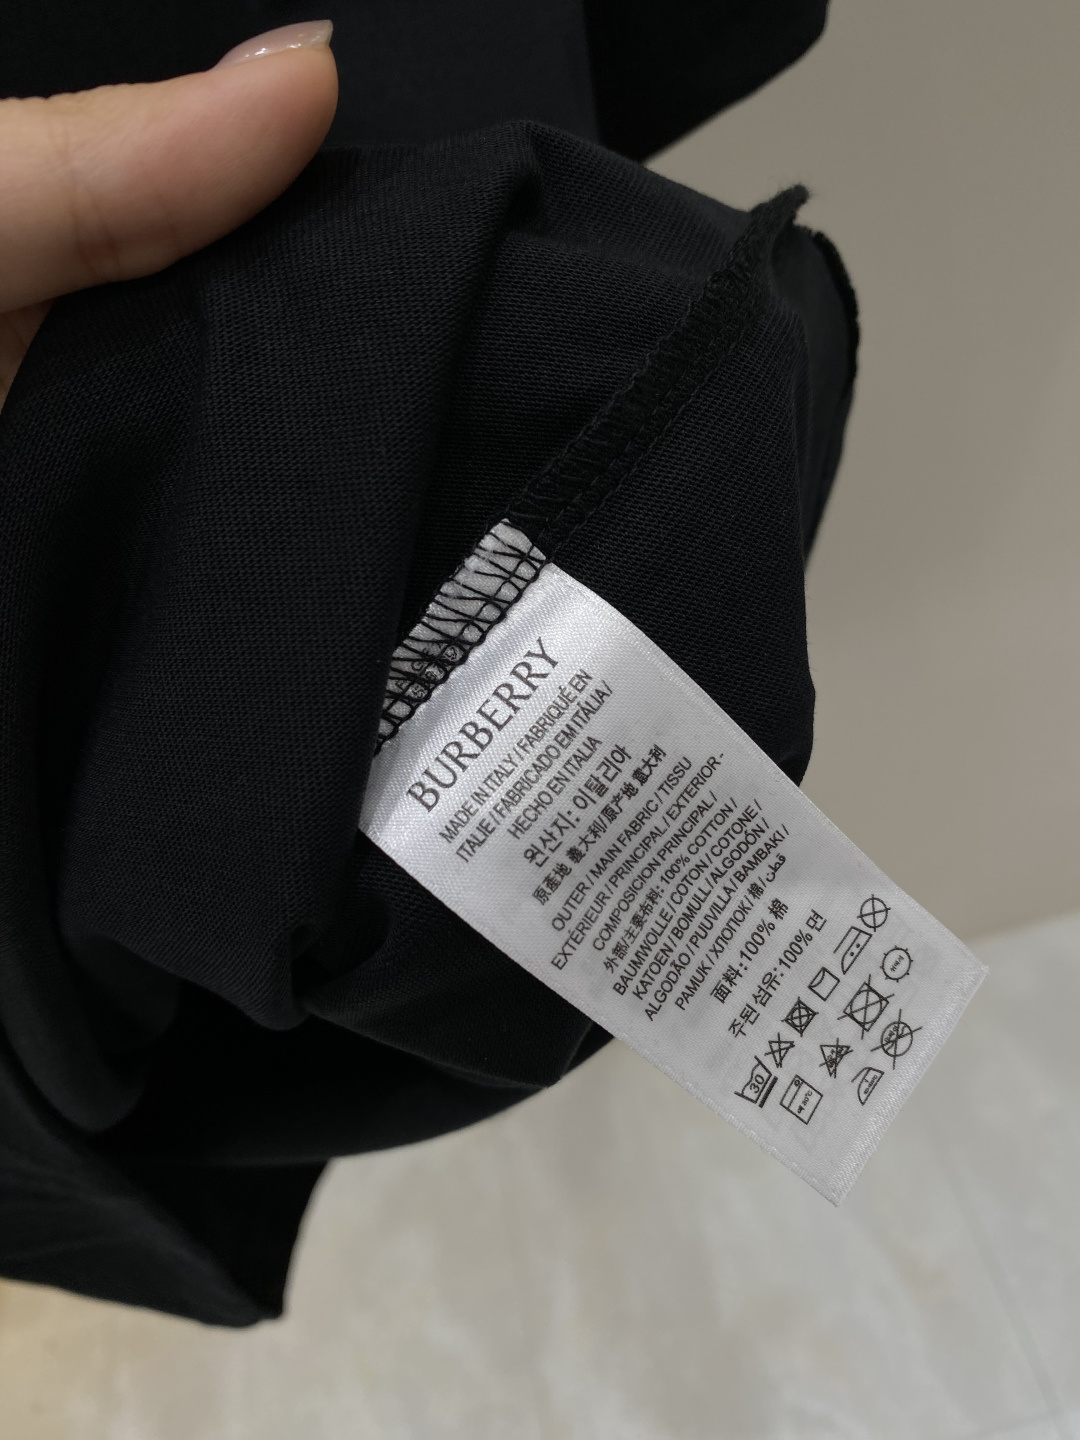 BURBERRY
MADE IN ITALY / FABRIQUÉ EN
ITALIE / FABRICADO EM ITÁLIA /
HECHO EN ITALIA
원산지: 이탈리아
原產地 義大利/原产地 意大利
OUTER / MAIN FABRIC / TISSU
EXTÉRIEUR / PRINCIPAL / EXTERIOR -
COMPOSICION PRINCIPAL /
外部/主要布料: 100% COTTON /
BAUMWOLLE / COTON / COTONE /
KATOEN / BOMULL / ALGODÓN /
ALGODÃO / PUUVILLA / BAMBAKI /
PAMUK / ХЛОПОК / 棉 / قطن
面料: 100% 棉
주된 섬유: 100% 면
30